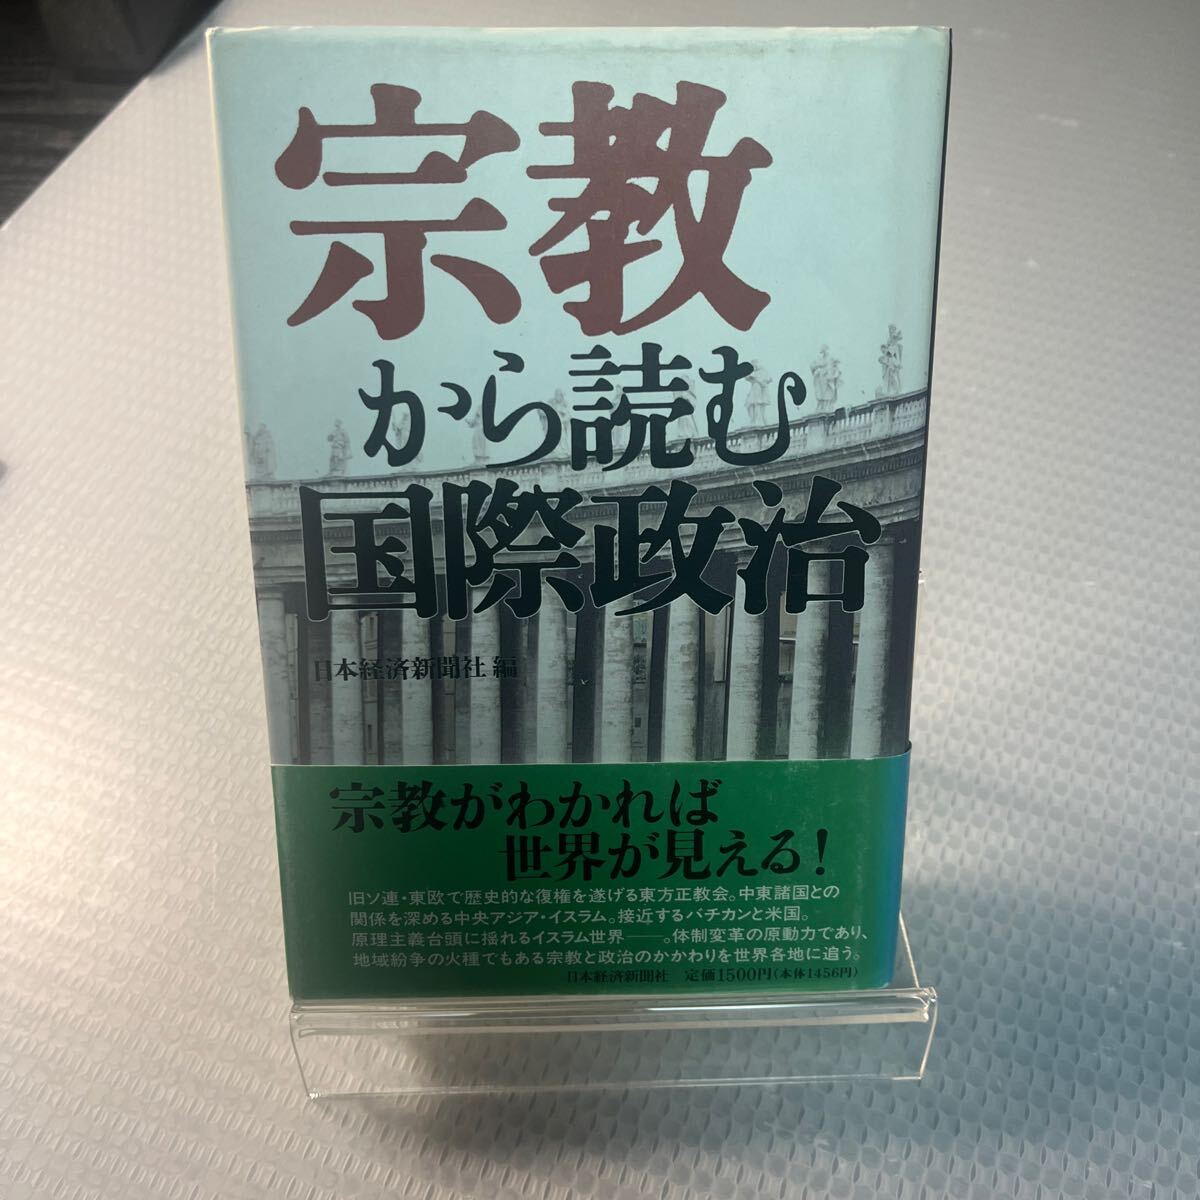 宗教
から読む
国際政治
日本経済新聞社 編
宗教がわかれば
世界が見える！
旧ソ連・東欧で歴史的な復権を遂げる東方正教会。中東諸国との
関係を深める中央アジア・イスラム。接近するバチカンと米国。
原理主義台頭に揺れるイスラム世界――。体制変革の原動力であり、
地域紛争の火種でもある宗教と政治のかかわりを世界各地に追う。
日本経済新聞社 定価1500円(本体1456円)